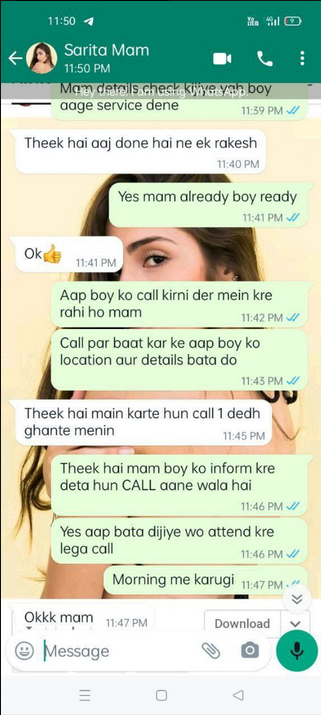 11:50
Sarita Mam
11:50 PM
Mam details check kijiye yah boy
Hey there! I am using WhatsApp
aage service dene
11:39 PM
Theek hai aaj done hai ne ek rakesh
11:40 PM
Yes mam already boy ready
11:41 PM
Ok👍
11:41 PM
Aap boy ko call kirni der mein kre
rahi ho mam
11:42 PM
Call par baat kar ke aap boy ko
location aur details bata do
11:43 PM
Theek hai main karte hun call 1 dedh
ghante menin
11:45 PM
Theek hai mam boy ko inform kre
deta hun CALL aane wala hai
11:46 PM
Yes aap bata dijiye wo attend kre
lega call
11:46 PM
Morning me karugi 11:47 PM
Okkk mam 11:47 PM
Download
Message